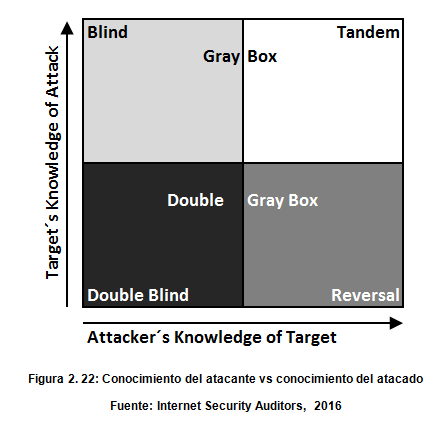 Blind
Tandem
Gray Box
Double Gray Box
Double Blind
Reversal
Target´s Knowledge of Attack
Attacker´s Knowledge of Target
Figura 2. 22: Conocimiento del atacante vs conocimiento del atacado
Fuente: Internet Security Auditors, 2016